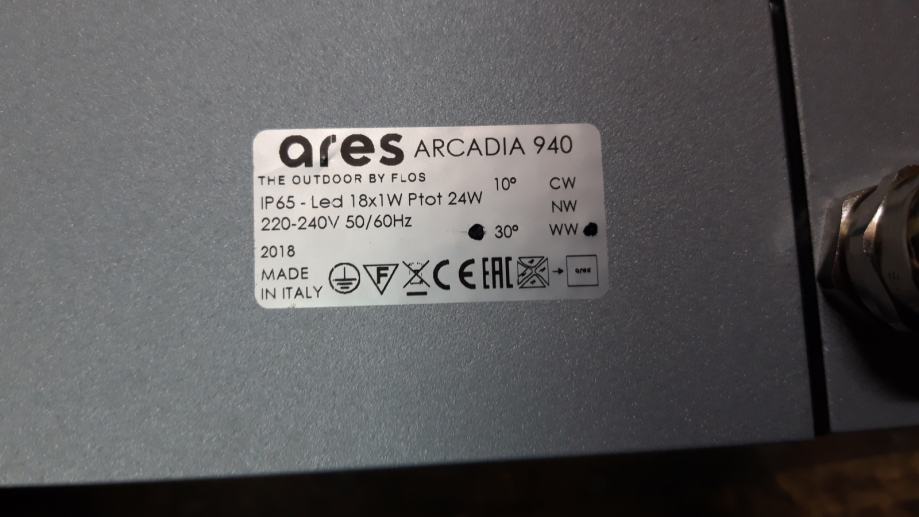 ares ARCADIA 940
THE OUTDOOR BY FLOS
10° CW
IP65 - Led 18x1W Ptot 24W
NW
220-240V 50/60Hz
30° WW
2018
MADE
IN ITALY
F CE EAC ares